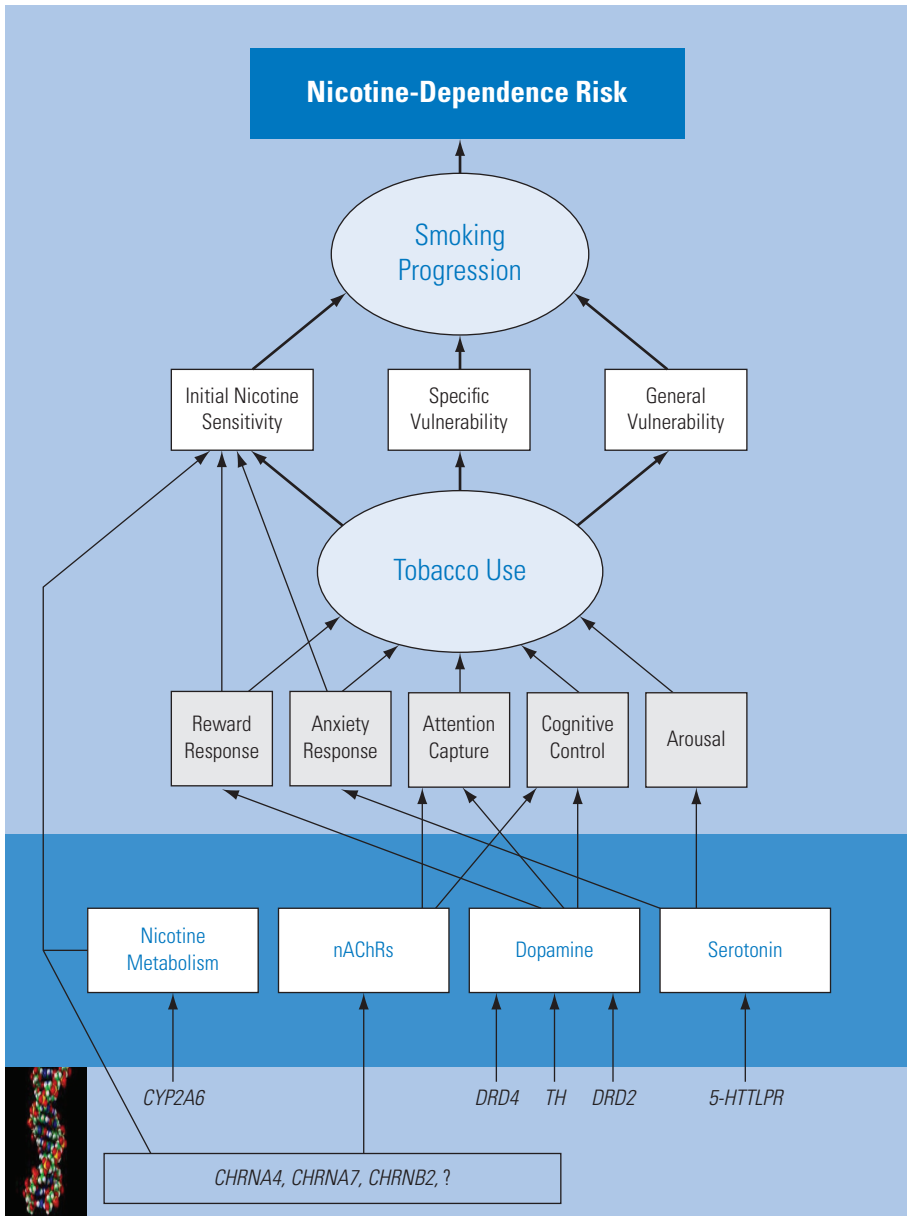 Nicotine-Dependence Risk
Smoking
Progression
Initial Nicotine
Sensitivity
Specific
Vulnerability
General
Vulnerability
Tobacco Use
Reward
Response
Anxiety
Response
Attention
Capture
Cognitive
Control
Arousal
Nicotine
Metabolism
nAChRs
Dopamine
Serotonin
CYP2A6
DRD4
TH
DRD2
5-HTTLPR
CHRNA4, CHRNA7, CHRNB2, ?